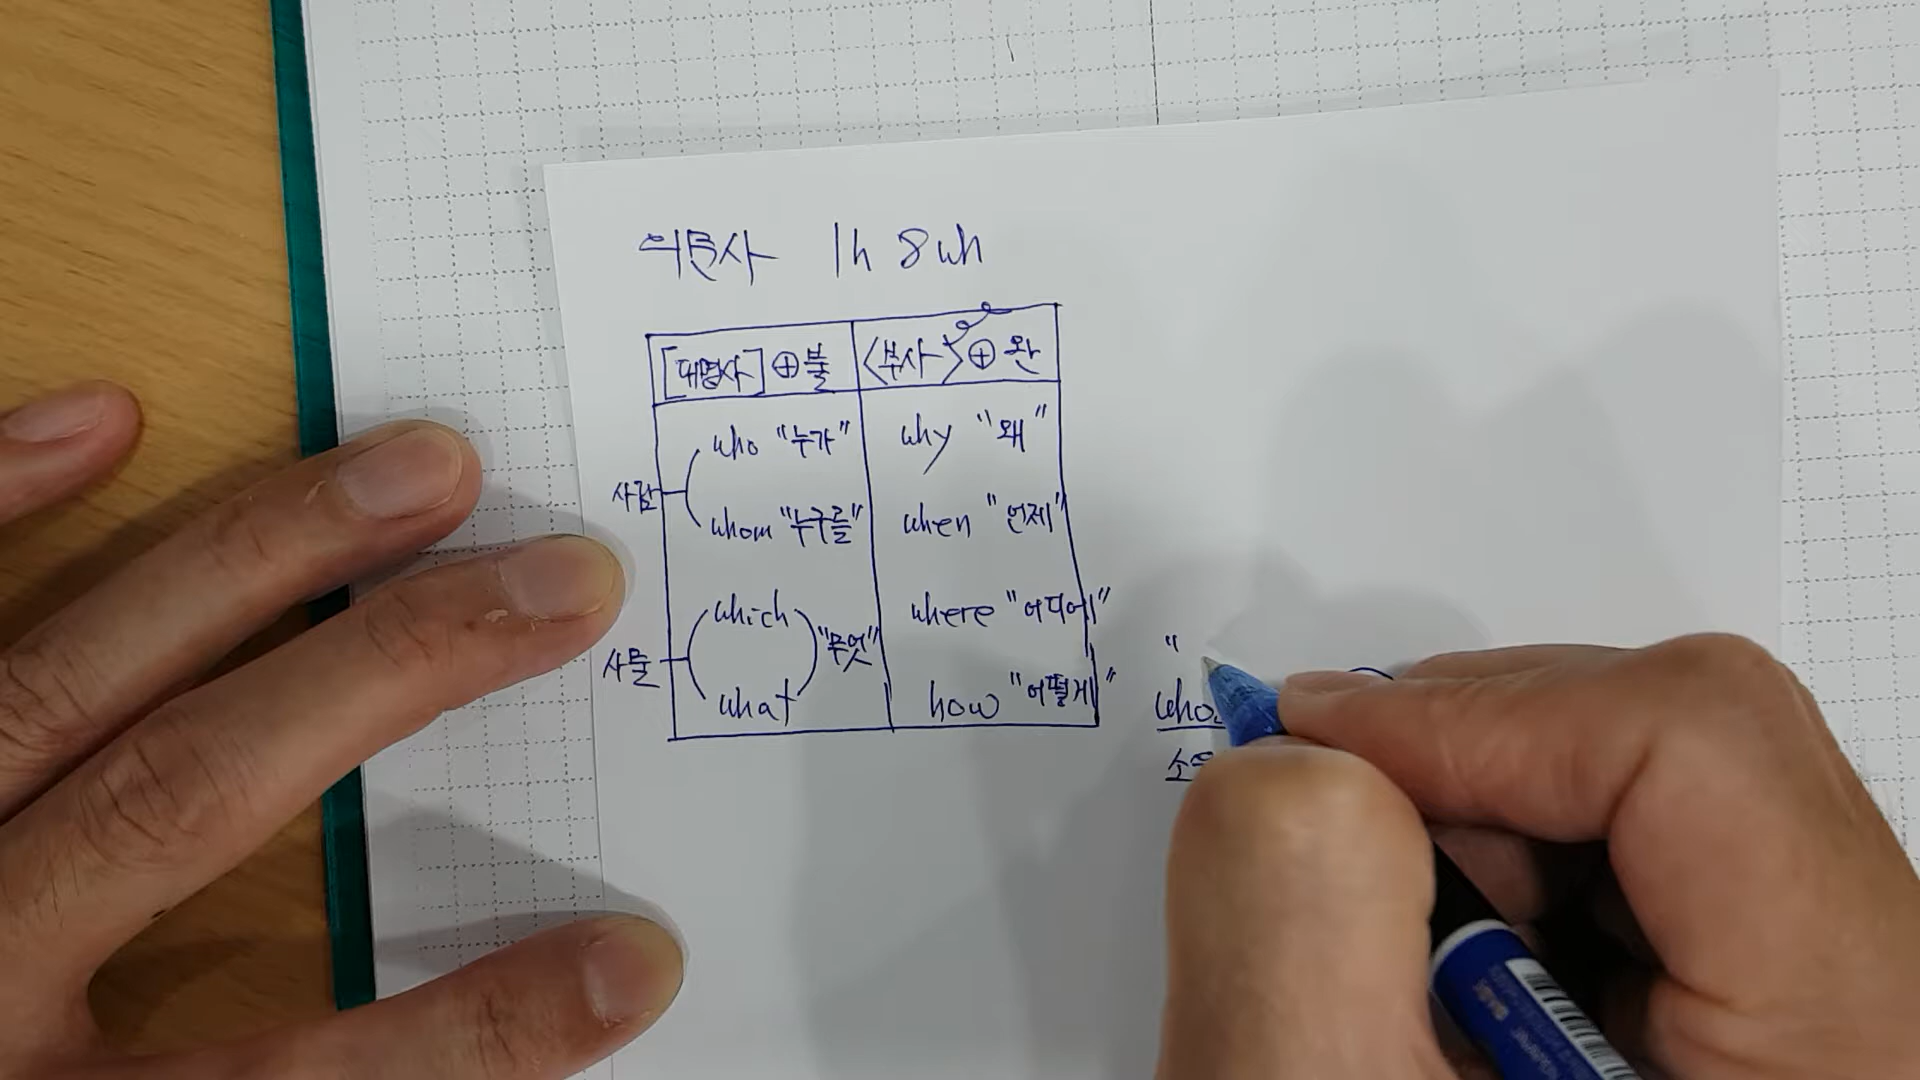 의문사 1h 8wh
[대명사]⊕불 <부사>⊕완
who "누가" why "왜"
사람
whom "누구를" when "언제"
which where "어디에"
사물 "무엇"
what how "어떻게"
"
who
소